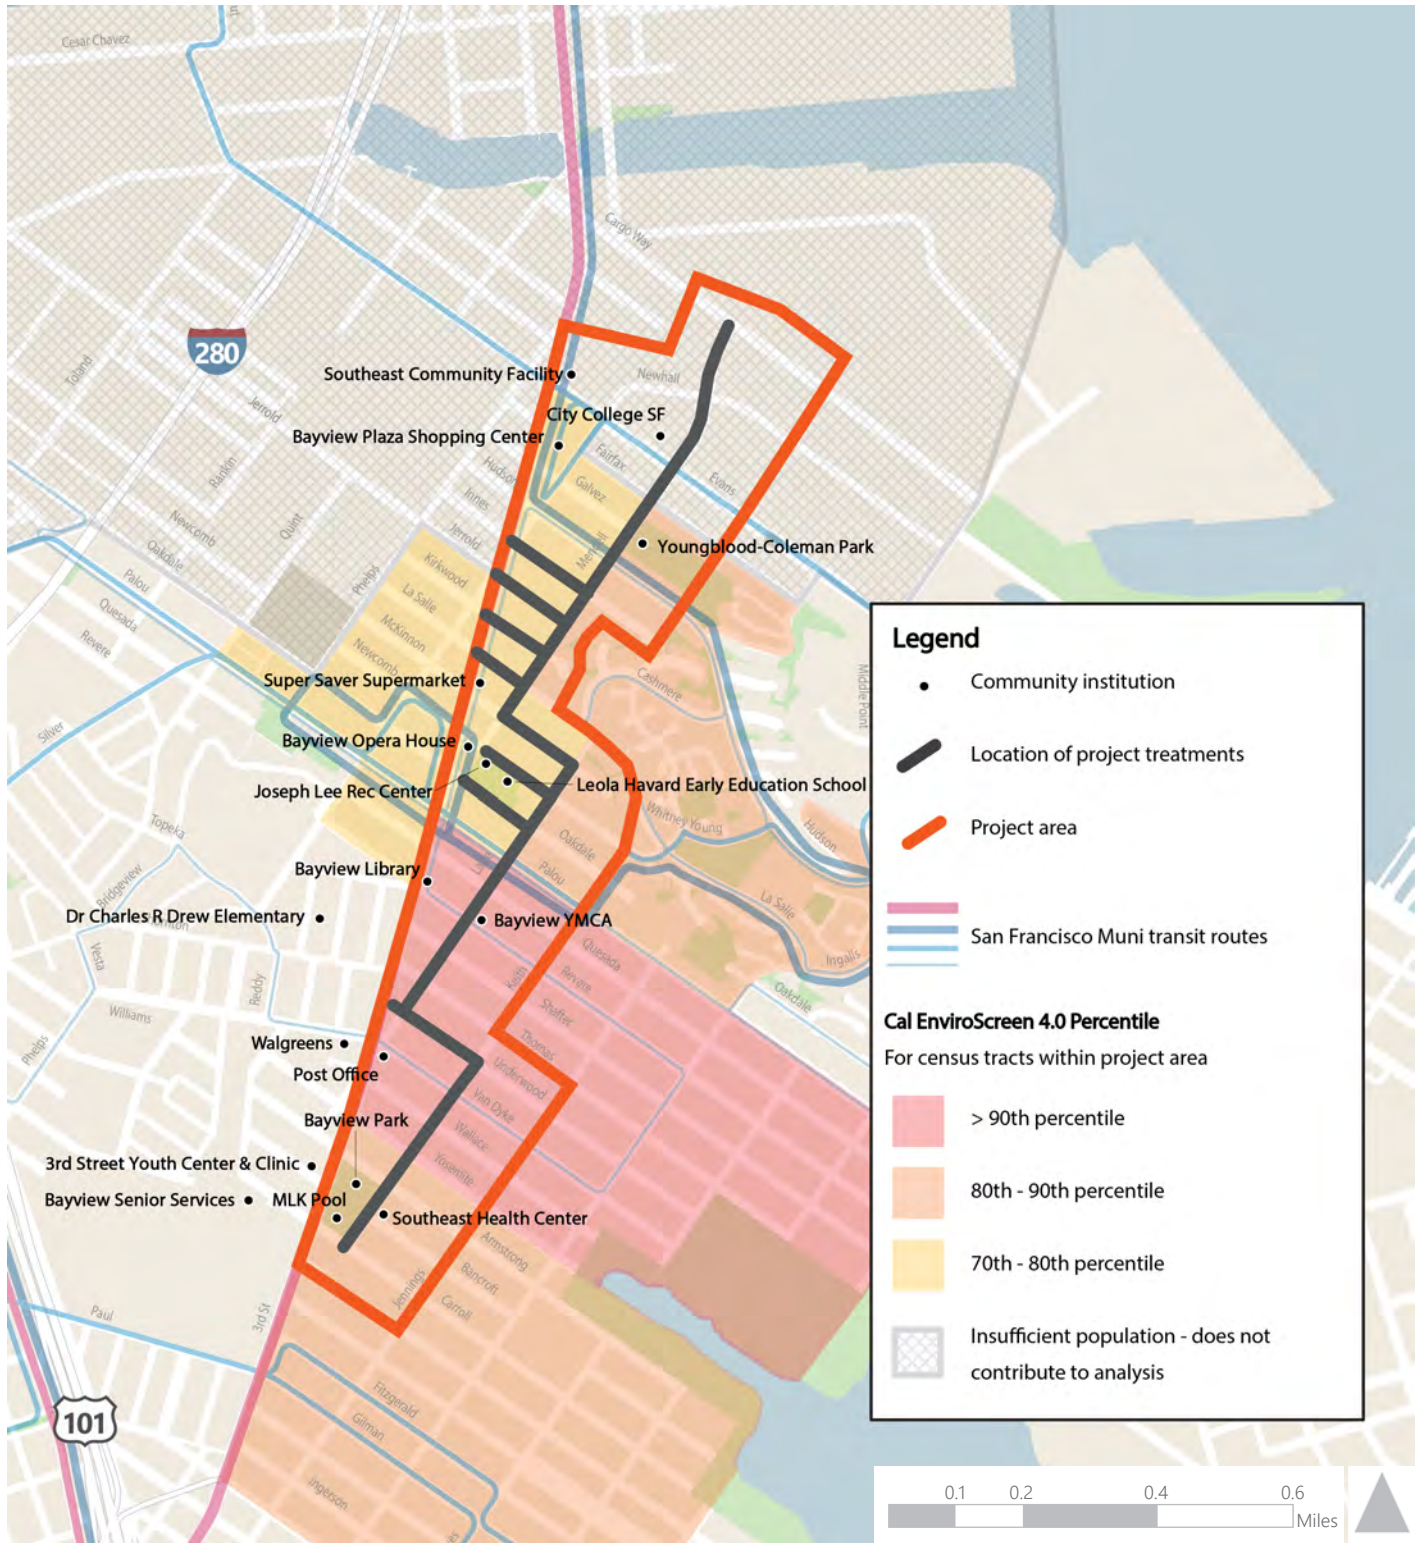 Cesar Chavez
Cargo Way
280
Toland
Southeast Community Facility
Newhall
Jerrold
City College SF
Bayview Plaza Shopping Center
Fairfax
Hudson
Rankin
Evans
Galvez
Innes
Newcomb
Quint
Jerrold
Mendell
Youngblood-Coleman Park
Oakdale
Kirkwood
Palou
Phelps
La Salle
Quesada
McKinnon
Revere
Newcomb
Cashmere
Middle Point
Super Saver Supermarket
Silver
Bayview Opera House
Joseph Lee Rec Center
Leola Havard Early Education School
Whitney Young
Topeka
Hudson
Oakdale
Bridgeview
Bayview Library
Palou
La Salle
Dr Charles R Drew Elementary
Bayview YMCA
Vesta
Quesada
Ingalls
Reddy
Keith
Revere
Oakdale
Williams
Shafter
Phelps
Walgreens
Thomas
Post Office
Underwood
Van Dyke
Bayview Park
Wallace
3rd Street Youth Center & Clinic
Yosemite
Bayview Senior Services
MLK Pool
Southeast Health Center
Armstrong
Jennings
Bancroft
Carroll
Paul
3rd St
Fitzgerald
101
Gilman
Ingerson
Legend
Community institution
Location of project treatments
Project area
San Francisco Muni transit routes
Cal EnviroScreen 4.0 Percentile
For census tracts within project area
> 90th percentile
80th - 90th percentile
70th - 80th percentile
Insufficient population - does not
contribute to analysis
0.1 0.2 0.4 0.6
Miles